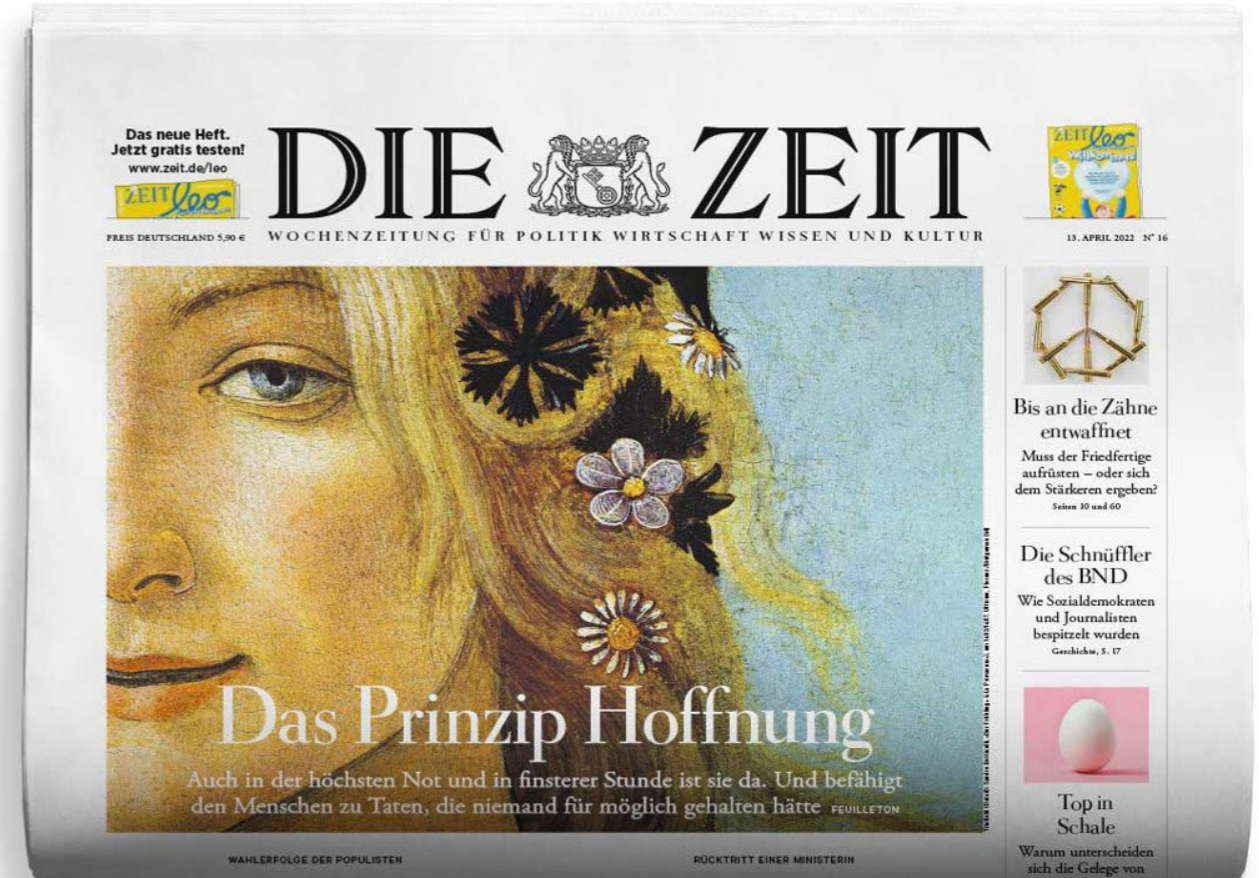 Das neue Heft.
Jetzt gratis testen!
www.zeit.de/leo
ZEIT leo
PREIS DEUTSCHLAND 5,90 €
DIE ZEIT
WOCHENZEITUNG FÜR POLITIK WIRTSCHAFT WISSEN UND KULTUR
ZEIT leo
13. APRIL 2022 N° 16
Das Prinzip Hoffnung
Auch in der höchsten Not und in finsterer Stunde ist sie da. Und befähigt
den Menschen zu Taten, die niemand für möglich gehalten hätte FEUILLETON
Bis an die Zähne
entwaffnet
Muss der Friedfertige
aufrüsten – oder sich
dem Stärkeren ergeben?
Seiten 10 und 60
Die Schnüffler
des BND
Wie Sozialdemokraten
und Journalisten
bespitzelt wurden
Geschichte, S. 17
Top in
Schale
Warum unterscheiden
sich die Gelege von
WAHLERFOLGE DER POPULISTEN
RÜCKTRITT EINER MINISTERIN